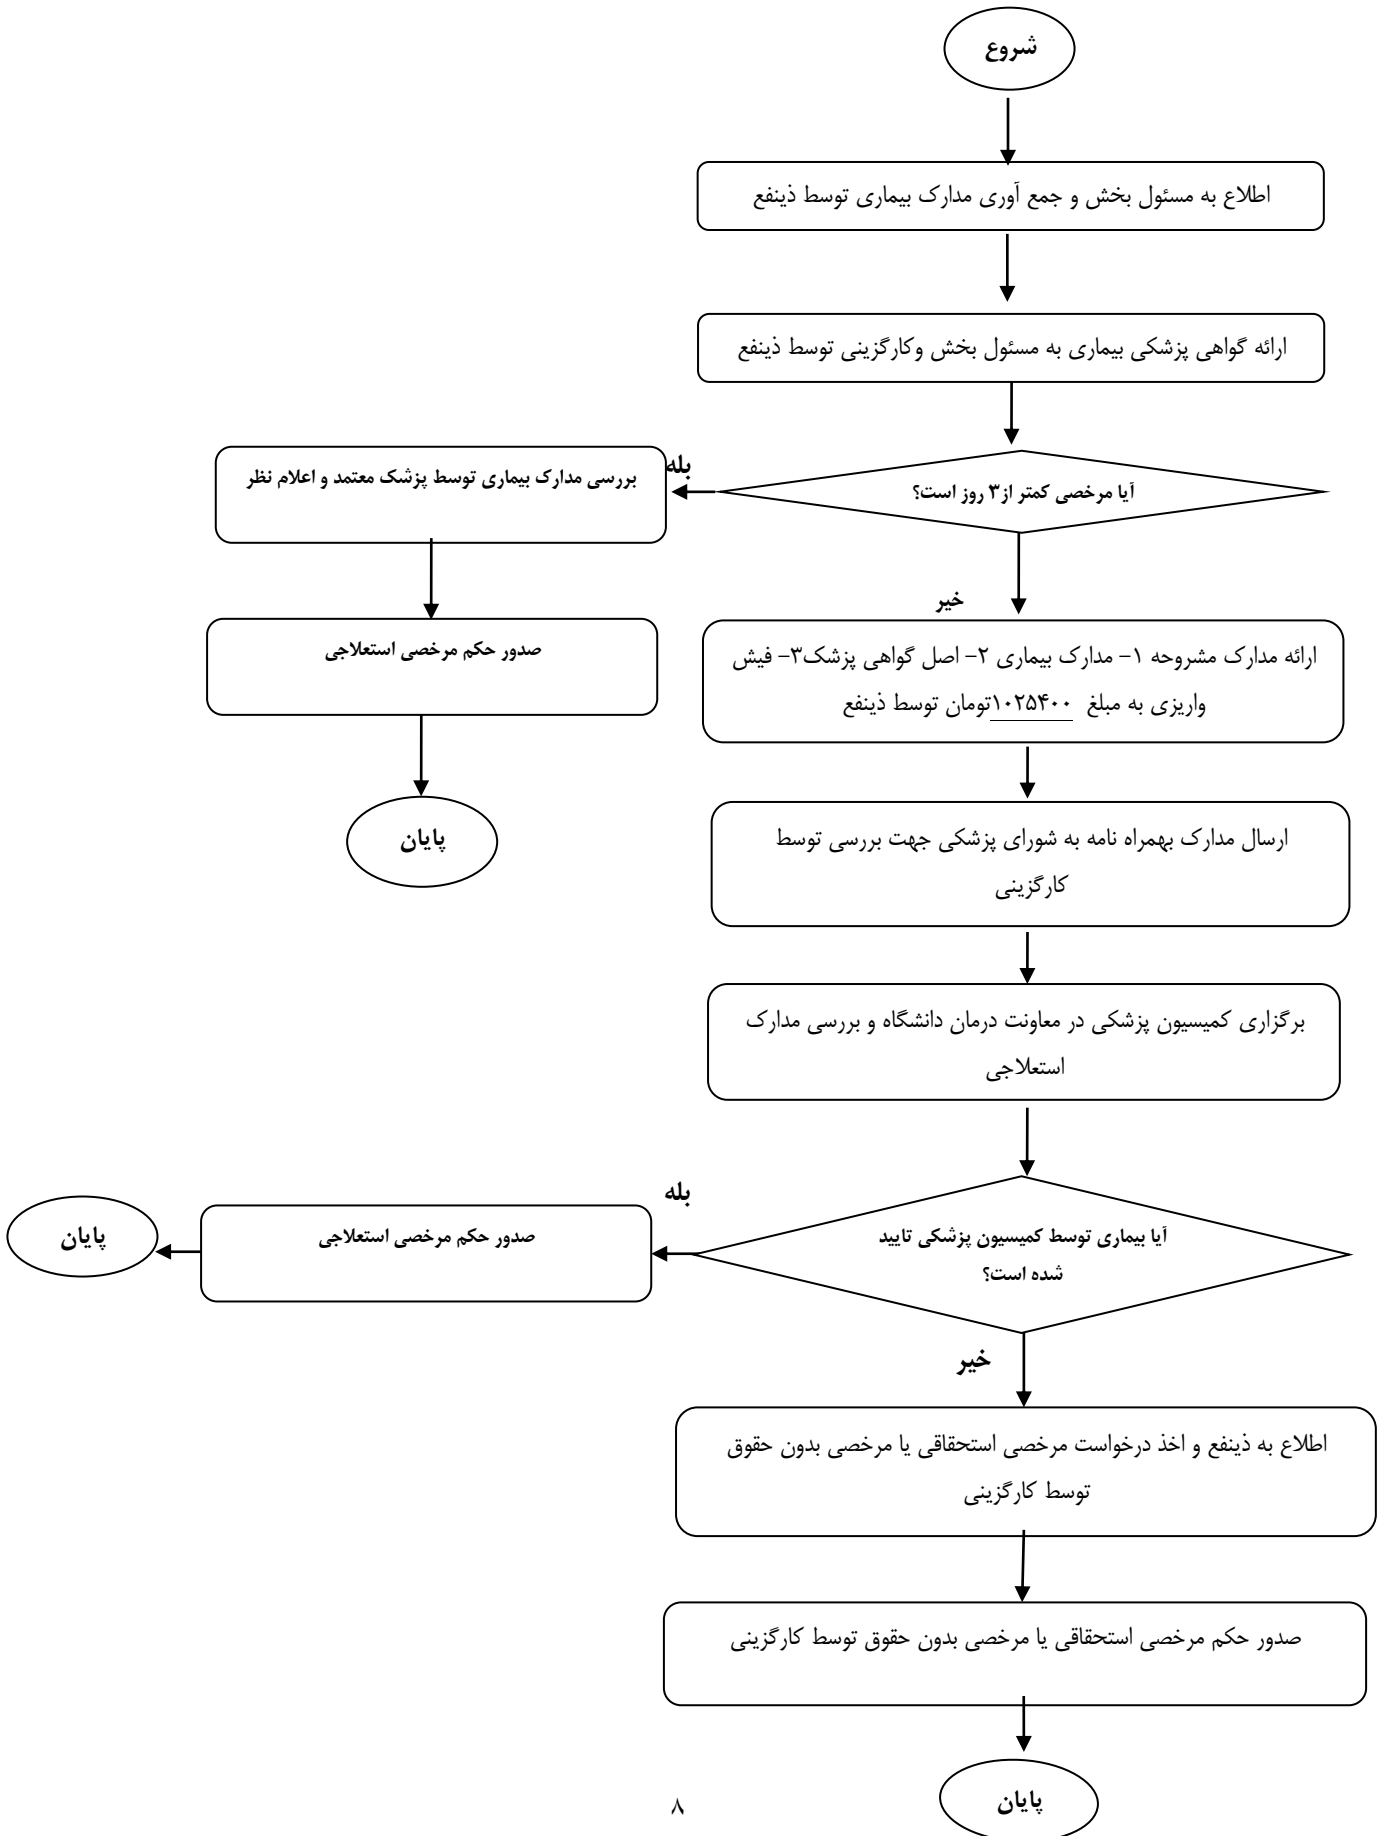 شروع
اطلاع به مسئول بخش و جمع آوری مدارک بیماری توسط ذینفع
ارائه گواهی پزشکی بیماری به مسئول بخش وکارگزینی توسط ذینفع
آیا مرخصی کمتر از۳ روز است؟
بله
بررسی مدارک بیماری توسط پزشک معتمد و اعلام نظر
صدور حکم مرخصی استعلاجی
پایان
خیر
ارائه مدارک مشروحه ۱- مدارک بیماری ۲- اصل گواهی پزشک۳- فیش
واریزی به مبلغ ۱۰۲۵۴۰۰تومان توسط ذینفع
ارسال مدارک بهمراه نامه به شورای پزشکی جهت بررسی توسط
کارگزینی
برگزاری کمیسیون پزشکی در معاونت درمان دانشگاه و بررسی مدارک
استعلاجی
آیا بیماری توسط کمیسیون پزشکی تایید
شده است؟
بله
صدور حکم مرخصی استعلاجی
پایان
خیر
اطلاع به ذینفع و اخذ درخواست مرخصی استحقاقی یا مرخصی بدون حقوق
توسط کارگزینی
صدور حکم مرخصی استحقاقی یا مرخصی بدون حقوق توسط کارگزینی
پایان
۸